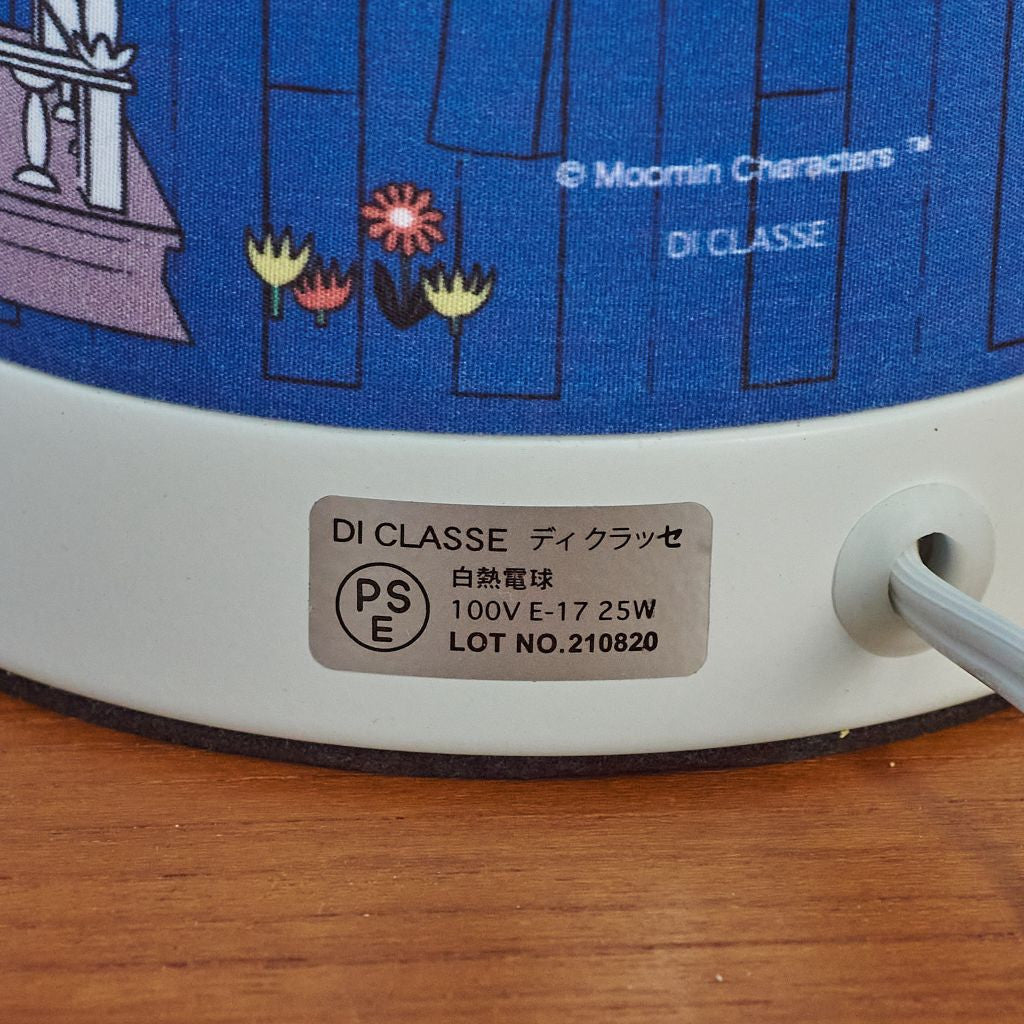 © Moomin Characters ™
DI CLASSE
DI CLASSE ディ クラッセ
PS
E
白熱電球
100V E-17 25W
LOT NO.210820